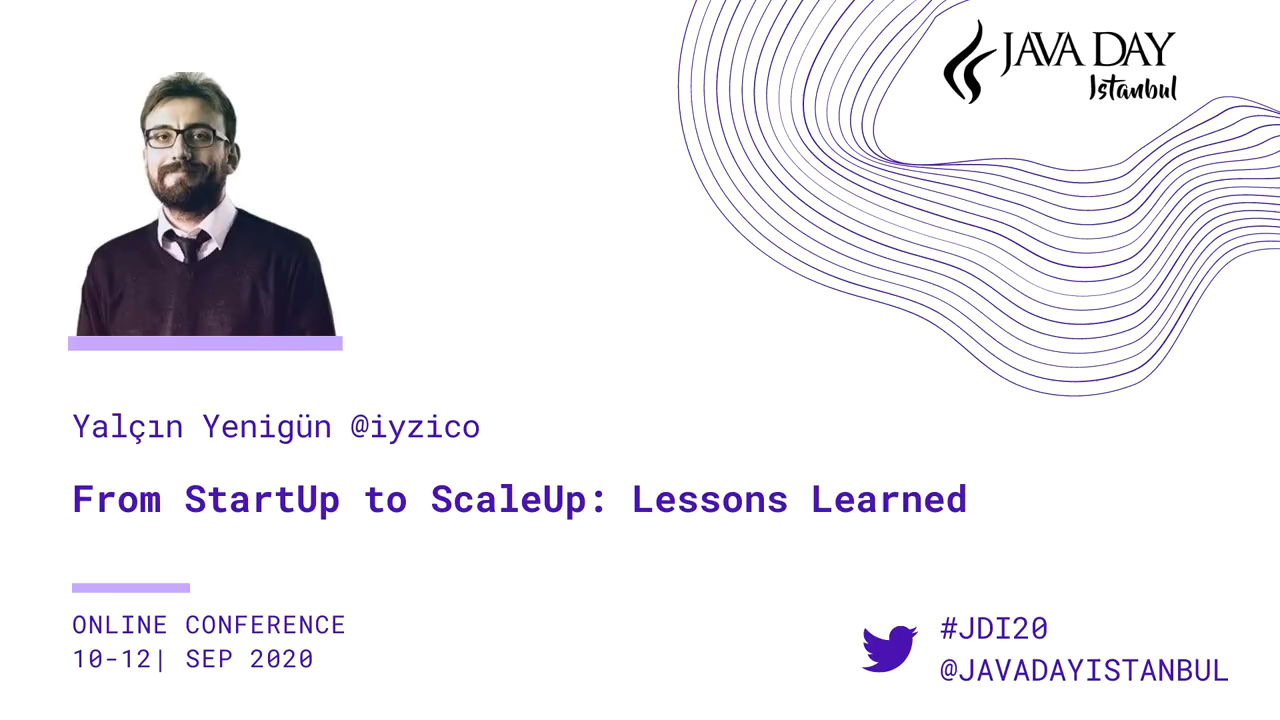 JAVA DAY
Istanbul
Yalçın Yenigün @iyzico
From StartUp to ScaleUp: Lessons Learned
ONLINE CONFERENCE
10-12| SEP 2020
#JDI20
@JAVADAYISTANBUL